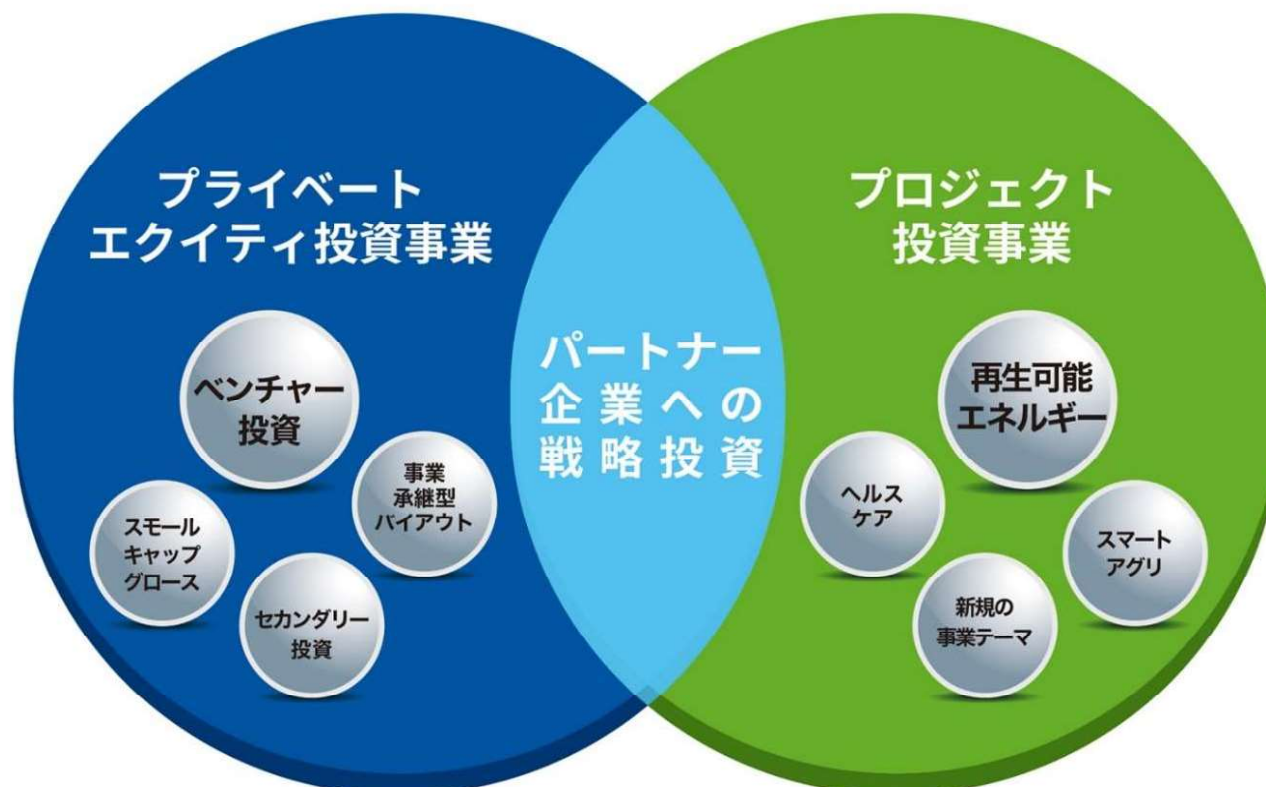 プライベート
エクイティ投資事業
ベンチャー
投資
事業
承継型
バイアウト
スモール
キャップ
グロース
セカンダリー
投資
パートナー
企業への
戦略投資
プロジェクト
投資事業
再生可能
エネルギー
ヘルス
ケア
スマート
アグリ
新規の
事業テーマ